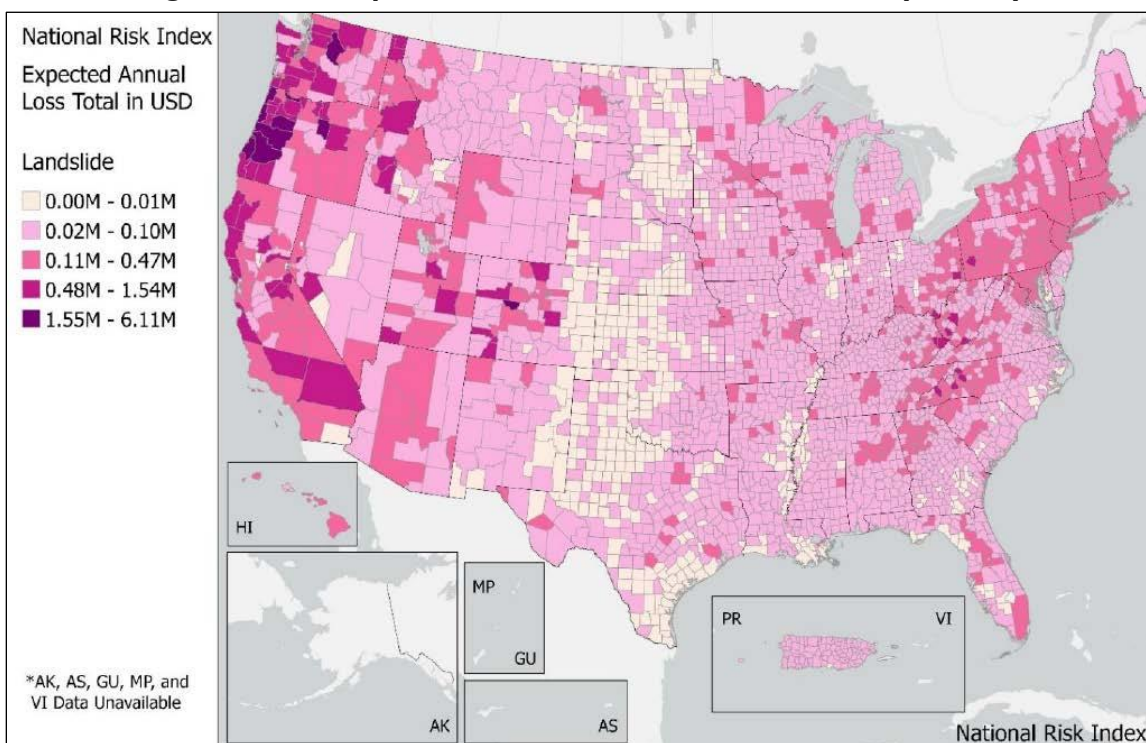 National Risk Index
Expected Annual
Loss Total in USD
Landslide
0.00M - 0.01M
0.02M - 0.10M
0.11M - 0.47M
0.48M - 1.54M
1.55M - 6.11M
*AK, AS, GU, MP, and
VI Data Unavailable
HI
AK
MP
GU
AS
PR
VI
National Risk Index